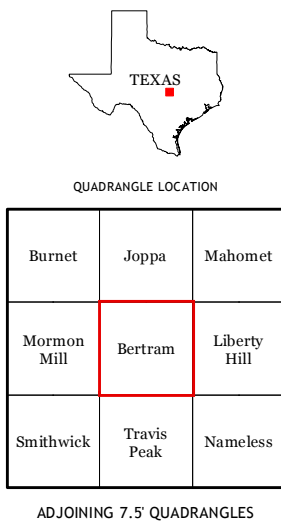 TEXAS
QUADRANGLE LOCATION
Burnet
Joppa
Mahomet
Mormon
Mill
Bertram
Liberty
Hill
Smithwick
Travis
Peak
Nameless
ADJOINING 7.5' QUADRANGLES